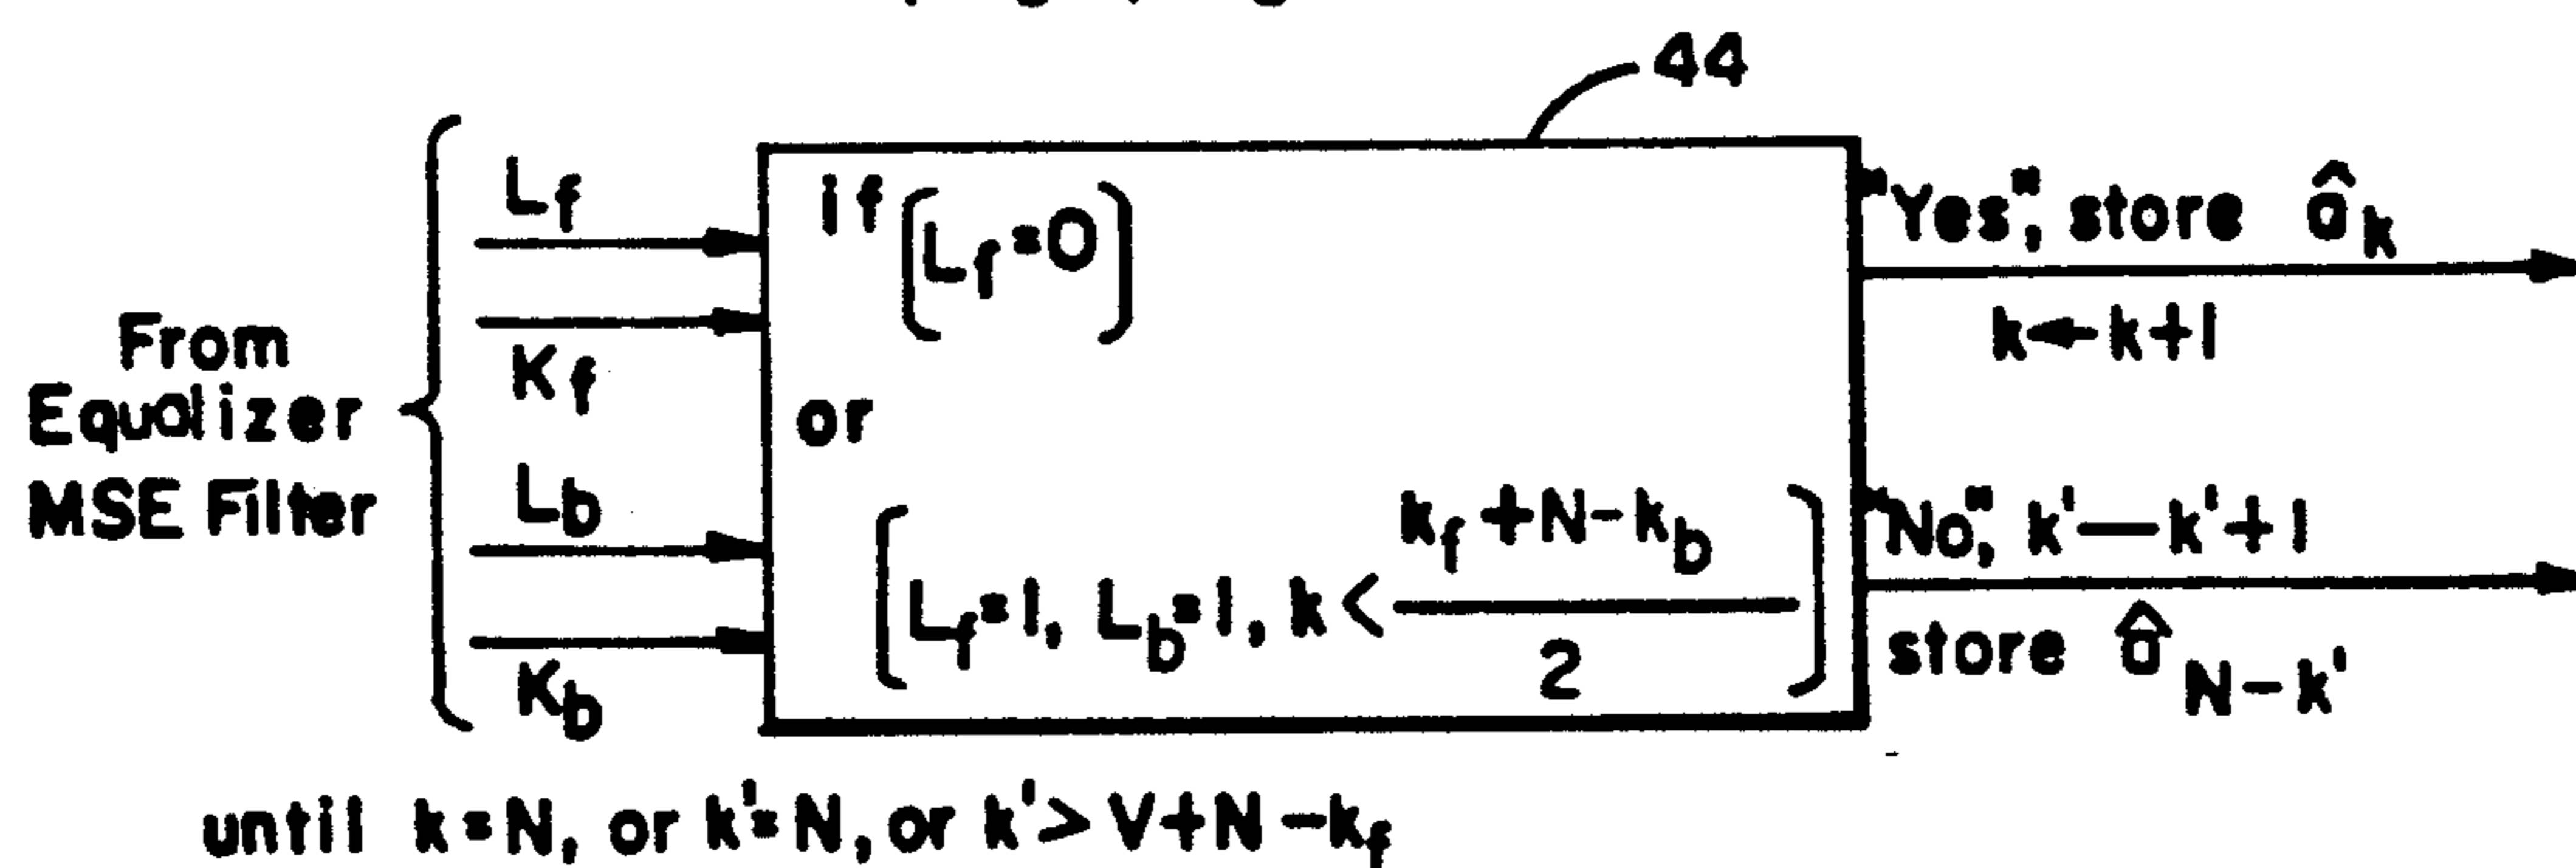 44
L_f
K_f
From
Equalizer
MSE Filter
L_b
K_b
if [L_f=0]
or
[L_f=1, L_b=1, k < (k_f+N-k_b)/2]
"Yes", store â_k
k←k+1
"No", k'—k'+1
store â_{N-k'}
until k=N, or k'=N, or k'>V+N-k_f